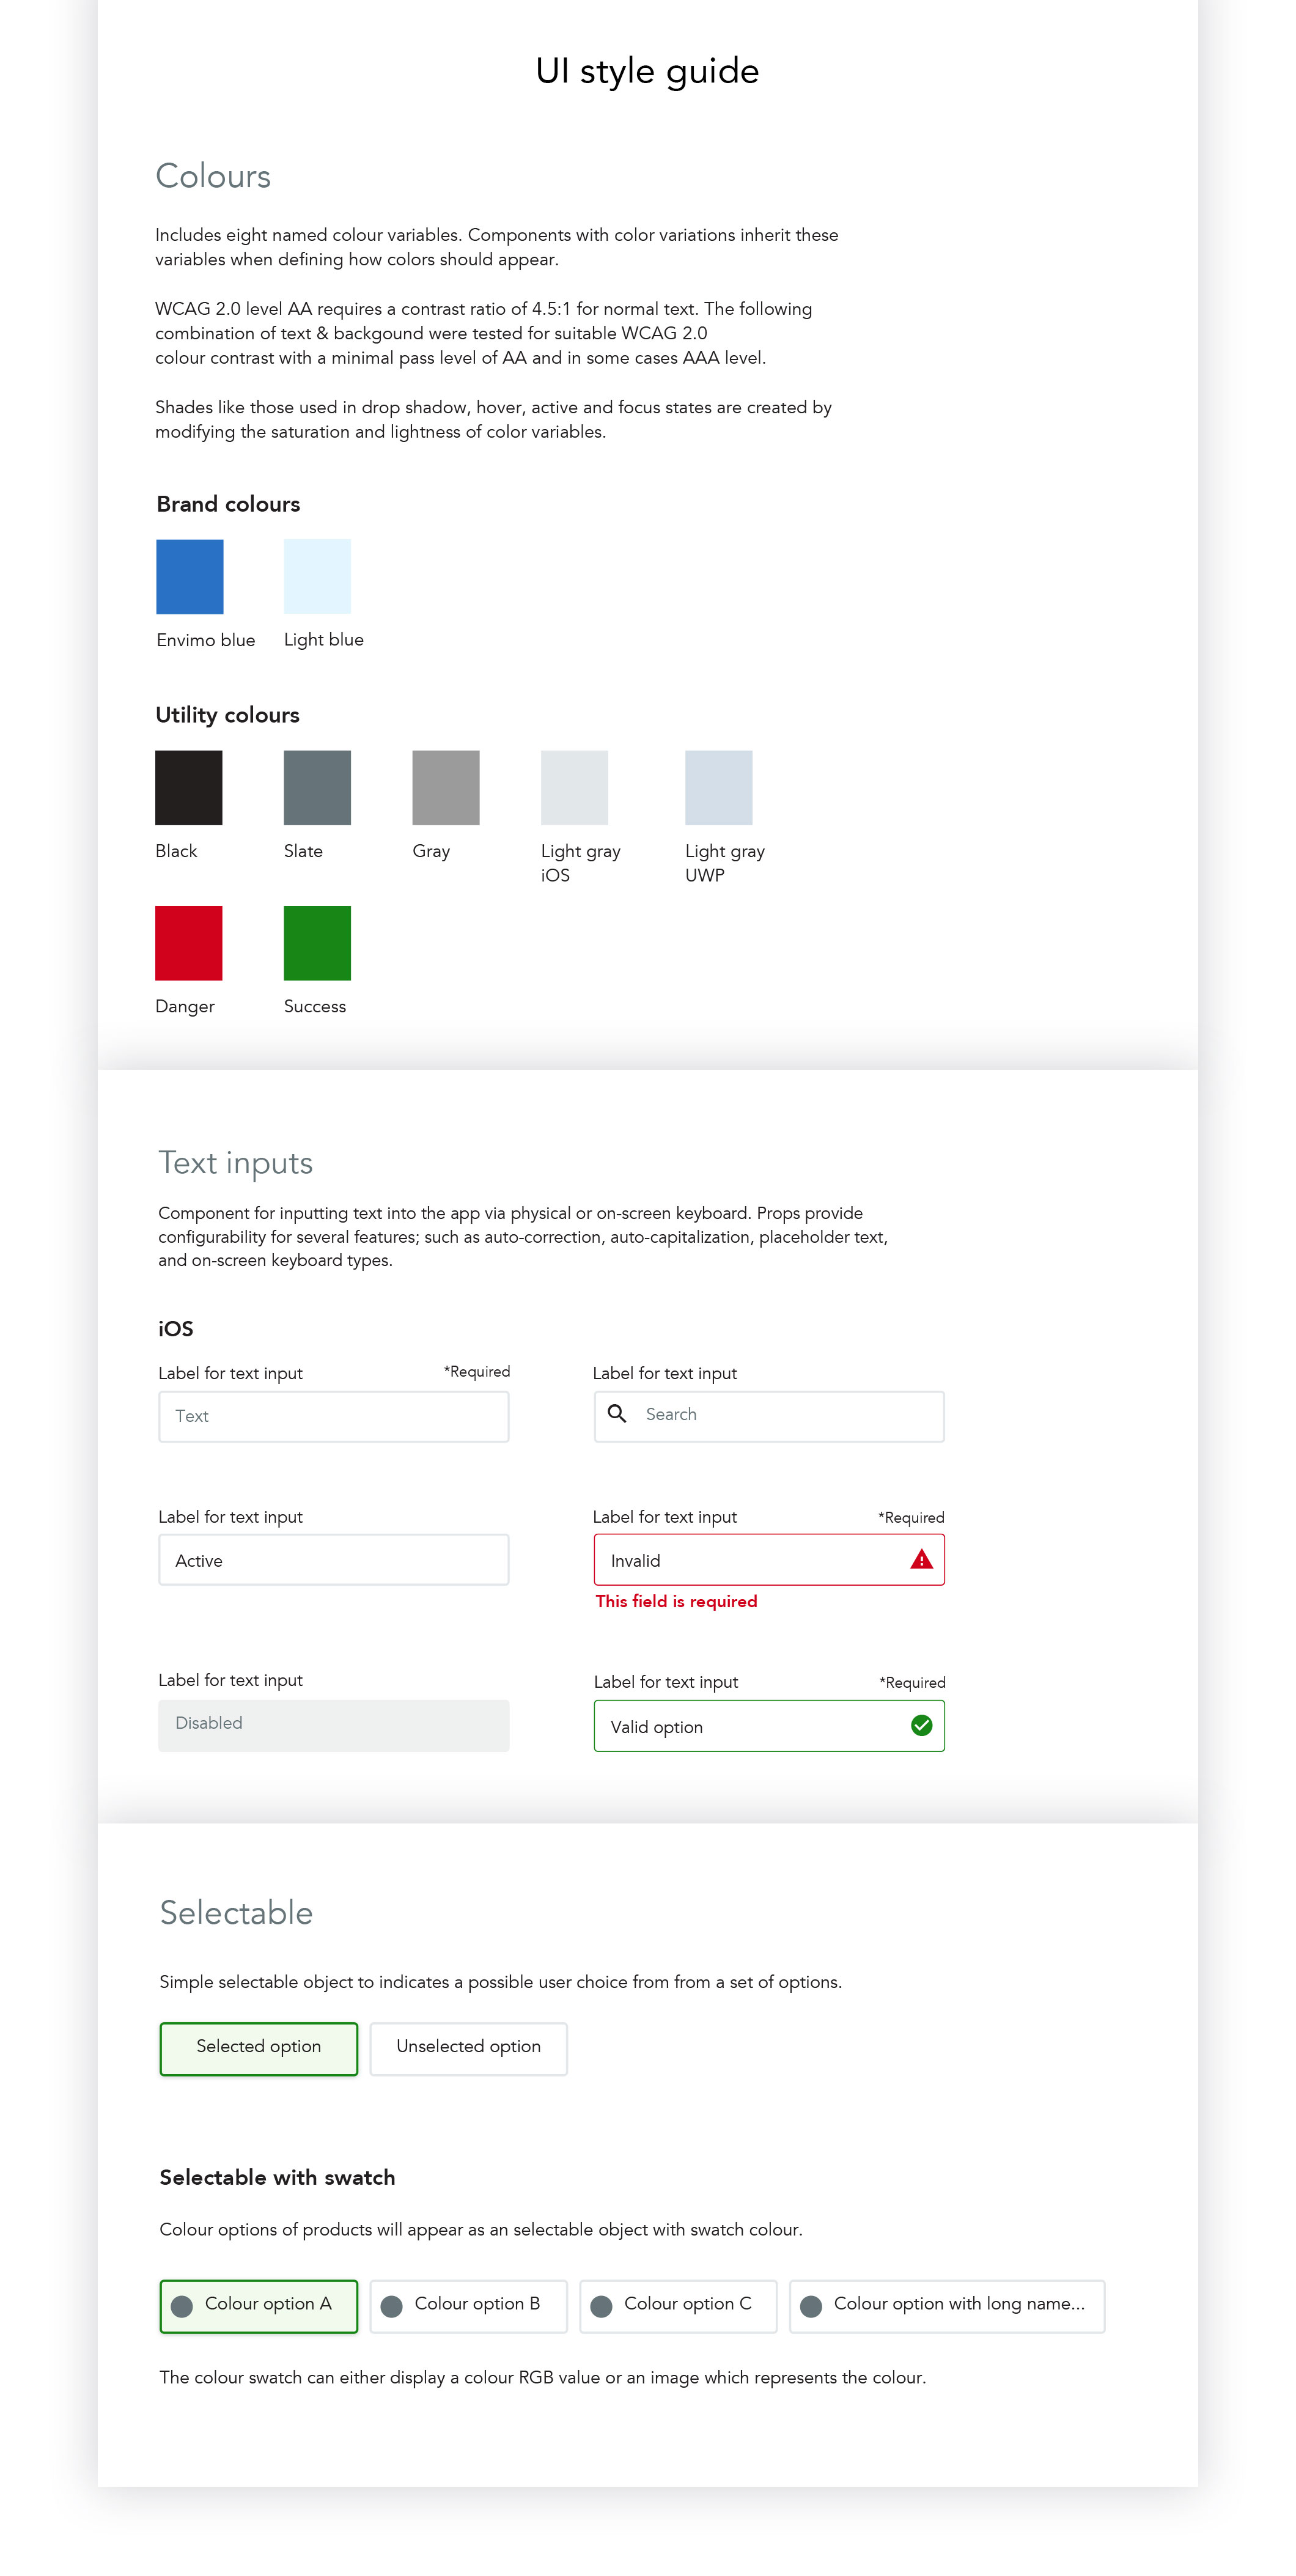 UI style guide
Colours
Includes eight named colour variables. Components with color variations inherit these
variables when defining how colors should appear.
WCAG 2.0 level AA requires a contrast ratio of 4.5:1 for normal text. The following
combination of text & backgound were tested for suitable WCAG 2.0
colour contrast with a minimal pass level of AA and in some cases AAA level.
Shades like those used in drop shadow, hover, active and focus states are created by
modifying the saturation and lightness of color variables.
Brand colours
Envimo blue
Light blue
Utility colours
Black
Slate
Gray
Light gray
iOS
Light gray
UWP
Danger
Success
Text inputs
Component for inputting text into the app via physical or on-screen keyboard. Props provide
configurability for several features; such as auto-correction, auto-capitalization, placeholder text,
and on-screen keyboard types.
iOS
Label for text input
*Required
Text
Label for text input
Search
Label for text input
Active
Label for text input
*Required
Invalid
This field is required
Label for text input
Disabled
Label for text input
*Required
Valid option
Selectable
Simple selectable object to indicates a possible user choice from from a set of options.
Selected option
Unselected option
Selectable with swatch
Colour options of products will appear as an selectable object with swatch colour.
Colour option A
Colour option B
Colour option C
Colour option with long name...
The colour swatch can either display a colour RGB value or an image which represents the colour.